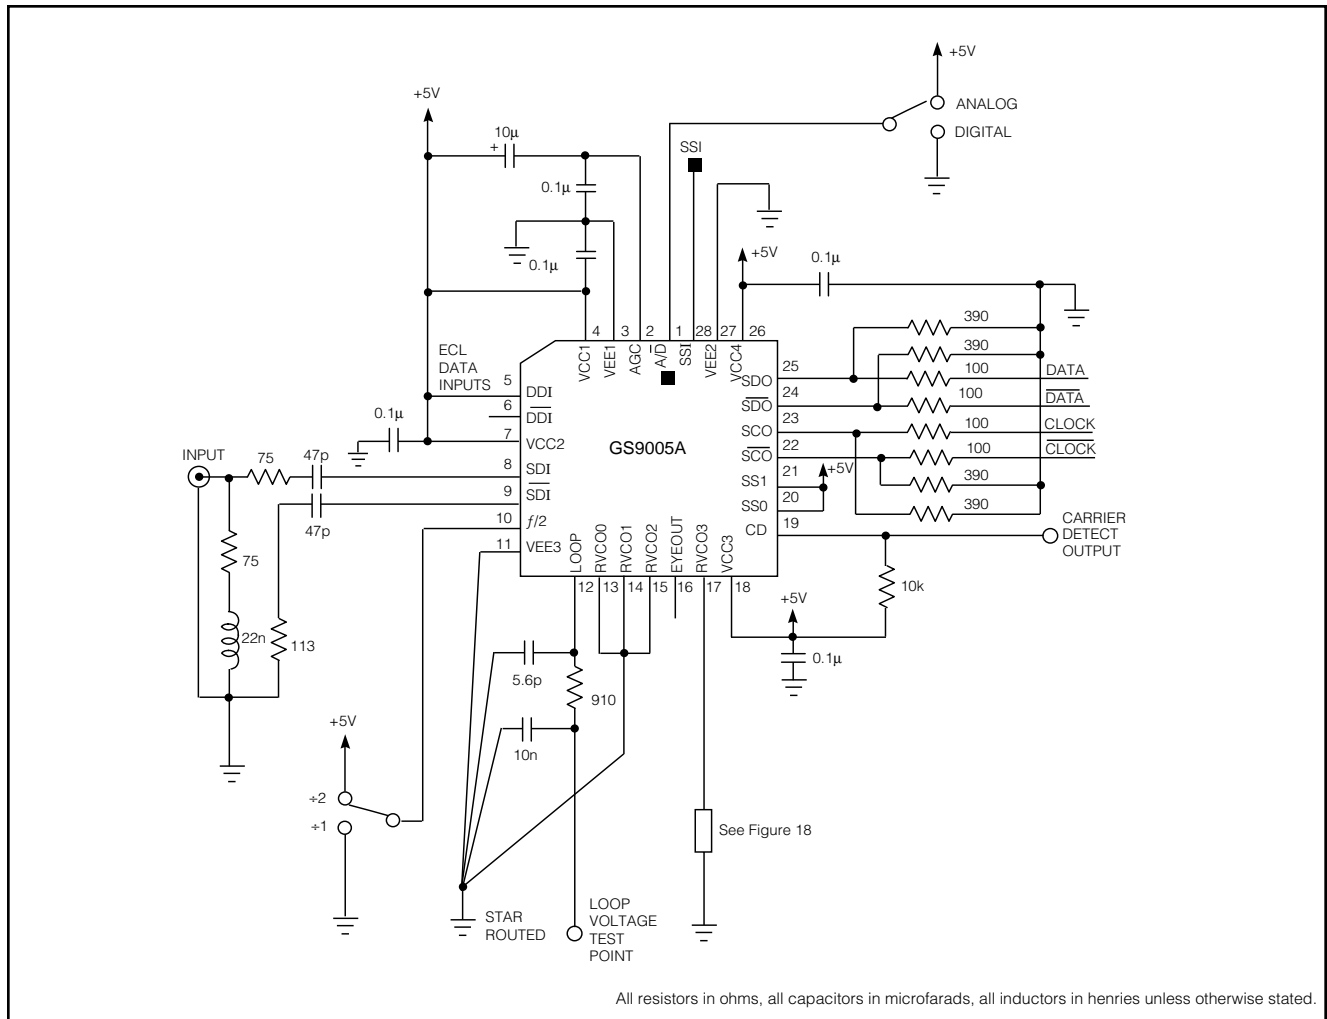 +5V
ANALOG
DIGITAL
+5V
10µ
+
SSI
0.1µ
0.1µ
+5V
0.1µ
4 3 2 1 28 27 26
VCC1 VEE1 AGC A/D̅ SSI VEE2 VCC4
ECL
DATA
INPUTS
5 DDI
6 D̅D̅I̅
7 VCC2
8 SDI
9 S̅D̅I̅
10 ƒ/2
11 VEE3
0.1µ
GS9005A
SDO 25
S̅D̅O̅ 24
SCO 23
S̅C̅O̅ 22
SS1 21
SS0 20
CD 19
390
390
100 DATA
100 D̅A̅T̅A̅
100 CLOCK
100 C̅L̅O̅C̅K̅
390
390
+5V
INPUT
75
47p
47p
75
22n
113
CARRIER
DETECT
OUTPUT
10k
LOOP RVCO0 RVCO1 RVCO2 EYEOUT RVCO3 VCC3
12 13 14 15 16 17 18
+5V
0.1µ
5.6p
910
10n
+5V
÷2
÷1
See Figure 18
STAR
ROUTED
LOOP
VOLTAGE
TEST
POINT
All resistors in ohms, all capacitors in microfarads, all inductors in henries unless otherwise stated.